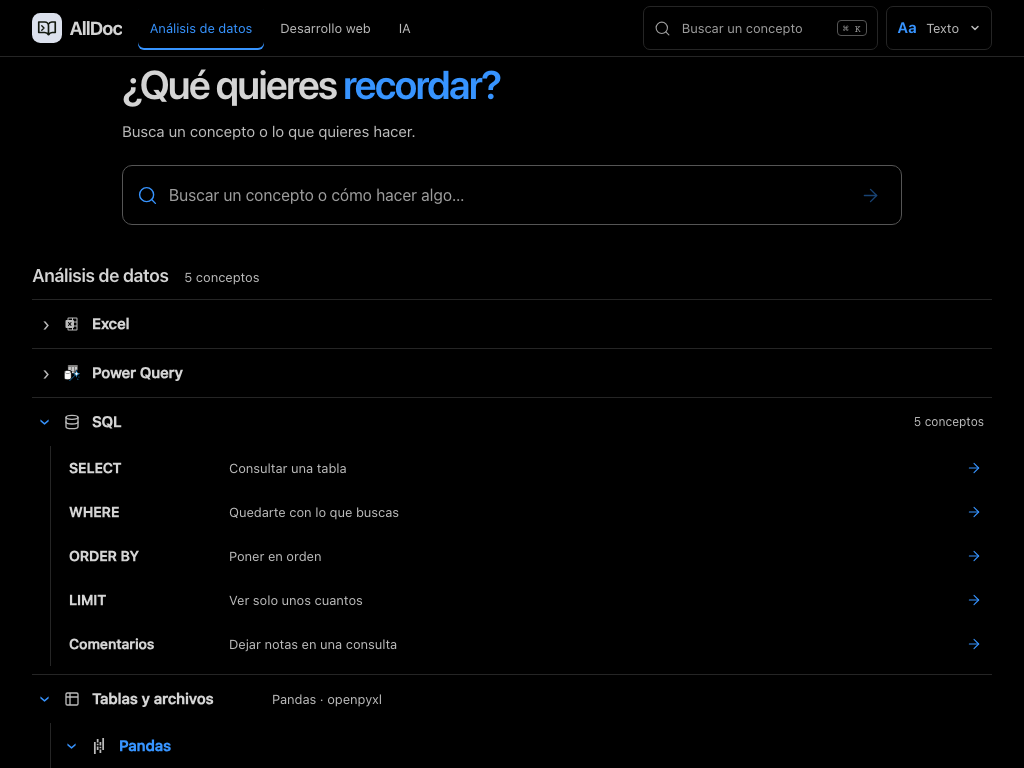 AllDoc
Análisis de datos
Desarrollo web
IA
Buscar un concepto
⌘ K
Aa Texto
¿Qué quieres recordar?
Busca un concepto o lo que quieres hacer.
Buscar un concepto o cómo hacer algo...
Análisis de datos 5 conceptos
Excel
Power Query
SQL 5 conceptos
SELECT Consultar una tabla
WHERE Quedarte con lo que buscas
ORDER BY Poner en orden
LIMIT Ver solo unos cuantos
Comentarios Dejar notas en una consulta
Tablas y archivos Pandas · openpyxl
Pandas